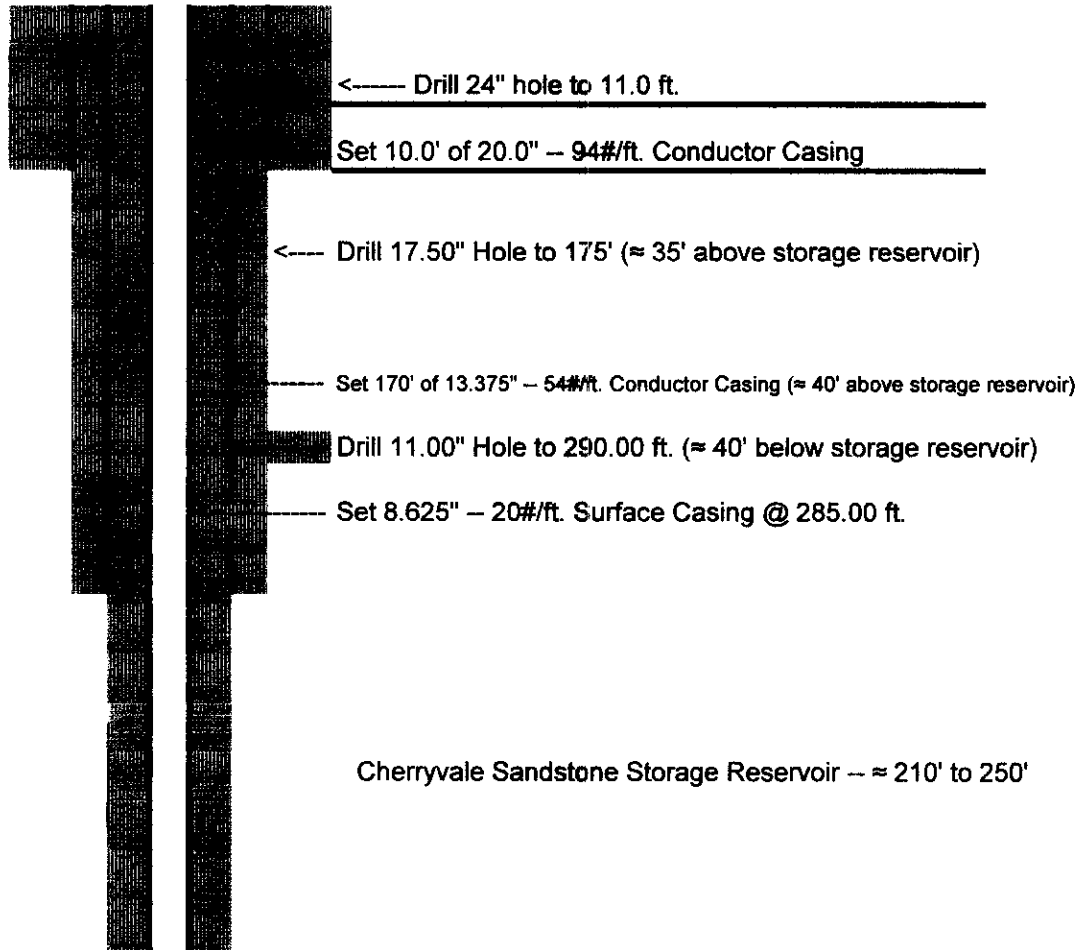 <------ Drill 24" hole to 11.0 ft.
Set 10.0' of 20.0" – 94#/ft. Conductor Casing
<---- Drill 17.50" Hole to 175' (≈ 35' above storage reservoir)
------ Set 170' of 13.375" – 54#/ft. Conductor Casing (≈ 40' above storage reservoir)
Drill 11.00" Hole to 290.00 ft. (≈ 40' below storage reservoir)
------ Set 8.625" – 20#/ft. Surface Casing @ 285.00 ft.
Cherryvale Sandstone Storage Reservoir – ≈ 210' to 250'